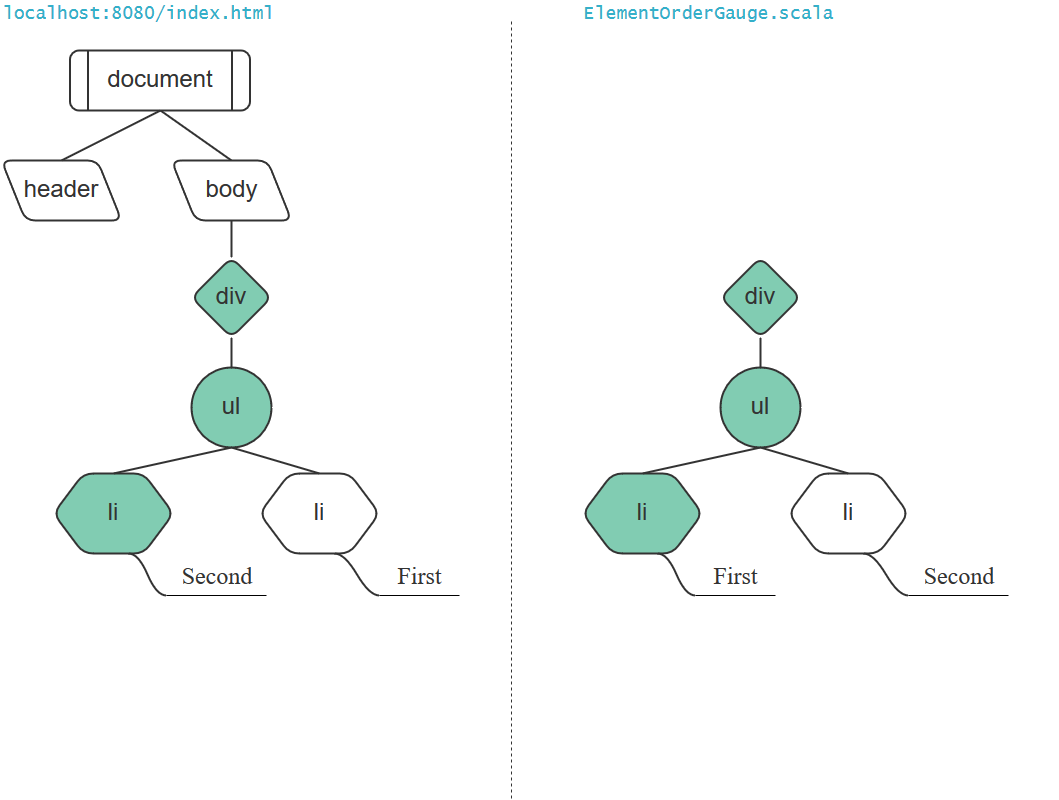 localhost:8080/index.html
document
header
body
div
ul
li
li
Second
First
ElementOrderGauge.scala
div
ul
li
li
First
Second